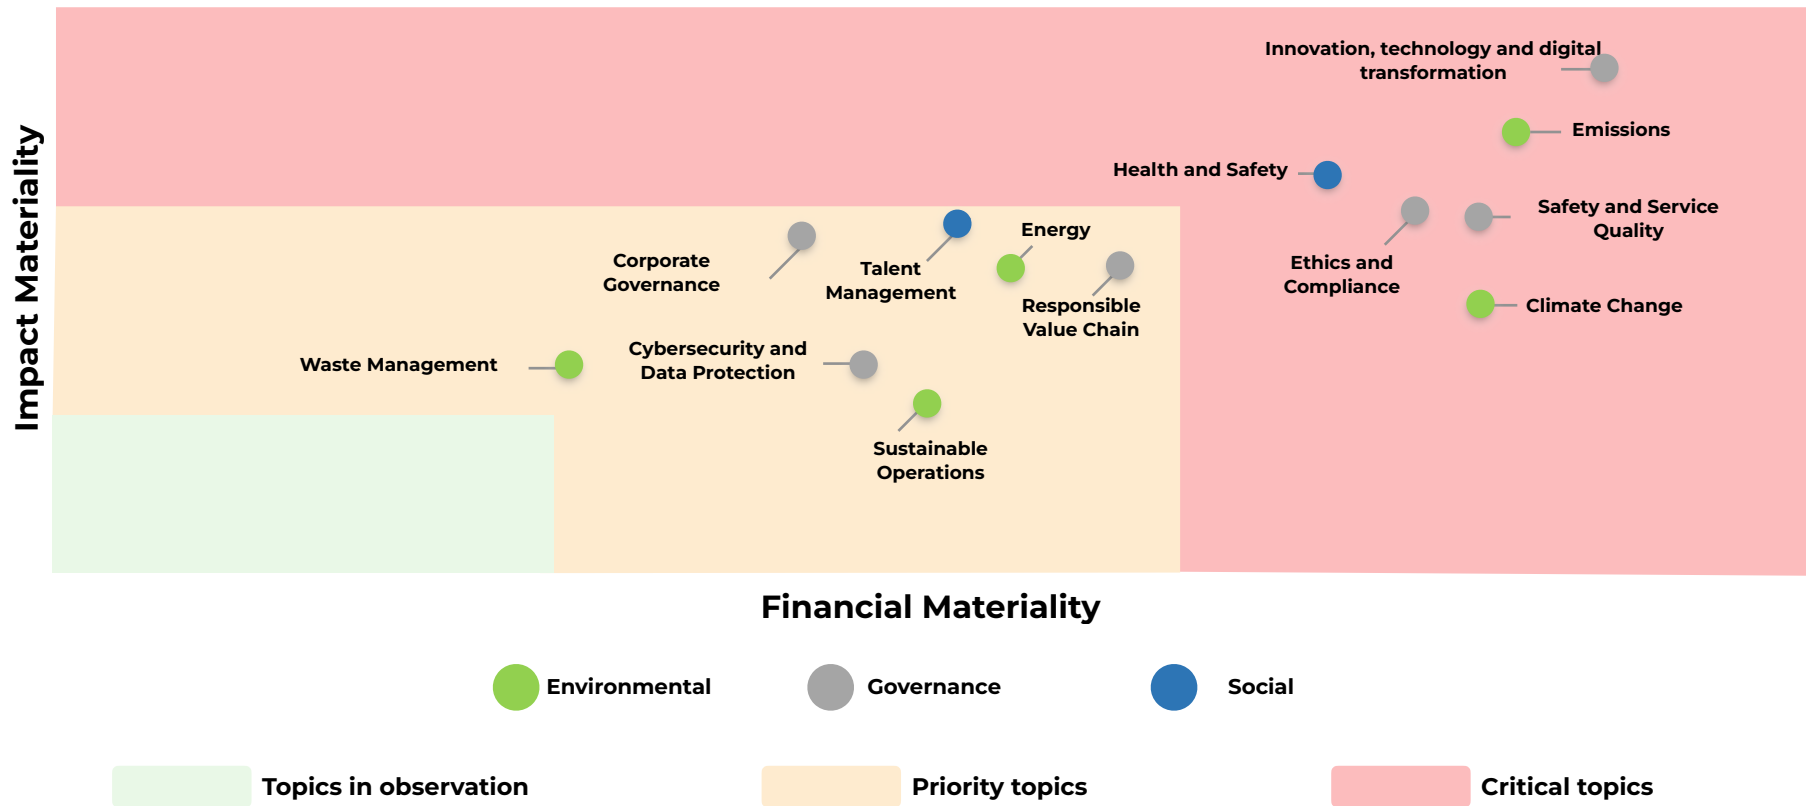 Innovation, technology and digital
transformation
Emissions
Health and Safety
Safety and Service
Quality
Ethics and
Compliance
Climate Change
Energy
Corporate
Governance
Talent
Management
Responsible
Value Chain
Waste Management
Cybersecurity and
Data Protection
Sustainable
Operations
Impact Materiality
Financial Materiality
Environmental
Governance
Social
Topics in observation
Priority topics
Critical topics